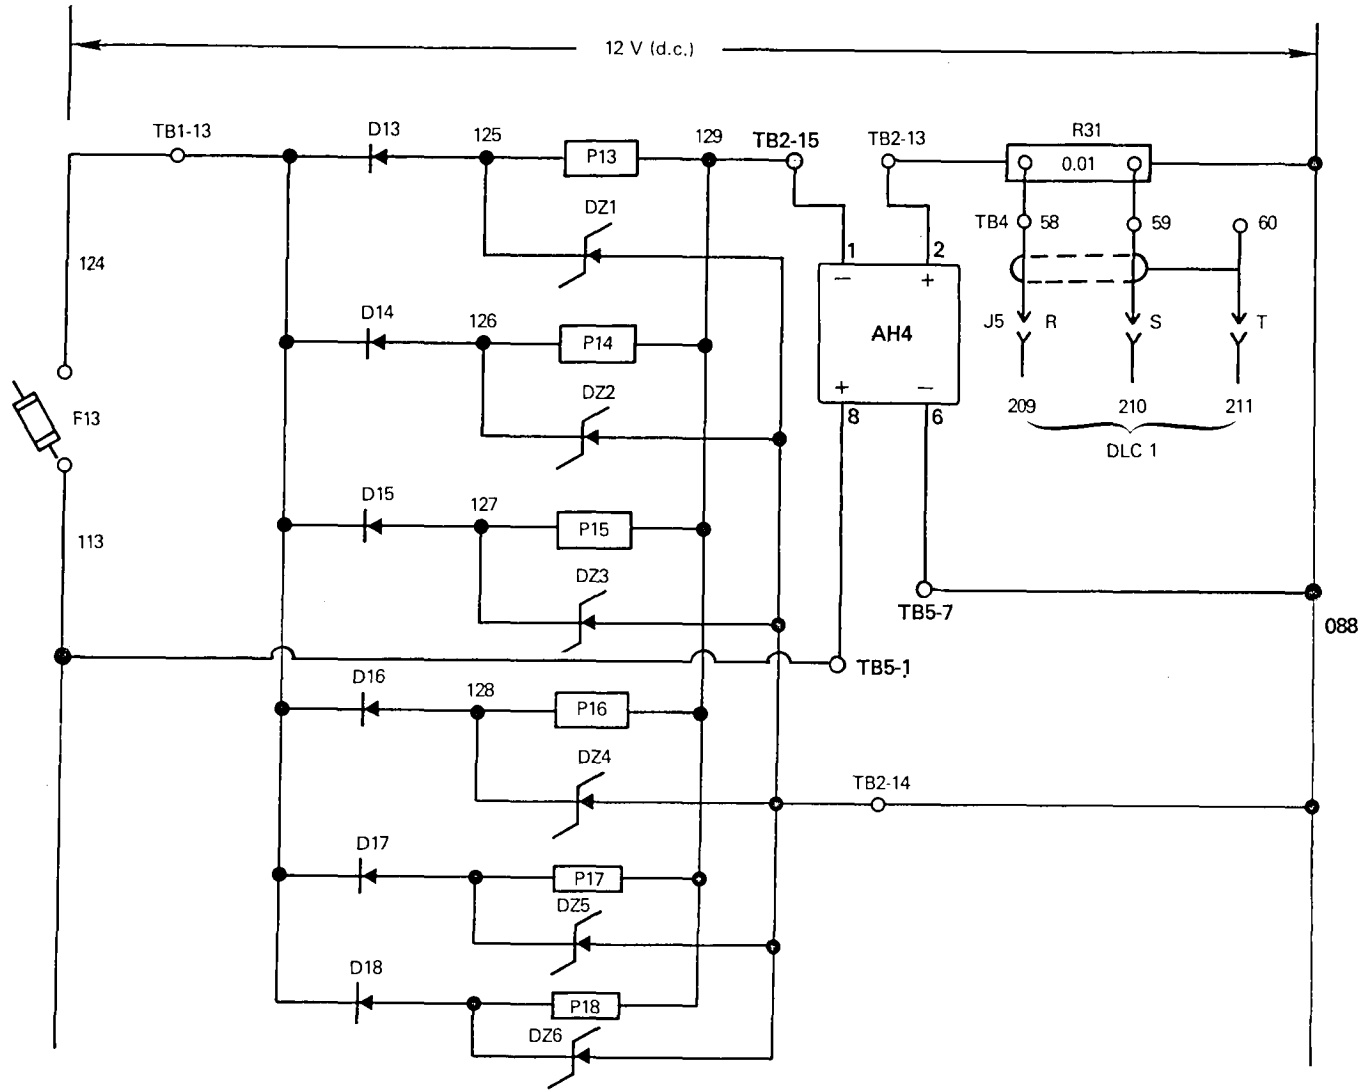 12 V (d.c.)
TB1-13
D13
125
P13
129
TB2-15
TB2-13
R31
0.01
DZ1
TB4
58
59
60
124
1
2
−
+
D14
126
P14
AH4
J5
R
S
T
F13
DZ2
+
−
8
6
209
210
211
DLC 1
D15
127
P15
113
DZ3
TB5-7
088
TB5-1
D16
128
P16
DZ4
TB2-14
D17
P17
DZ5
D18
P18
DZ6